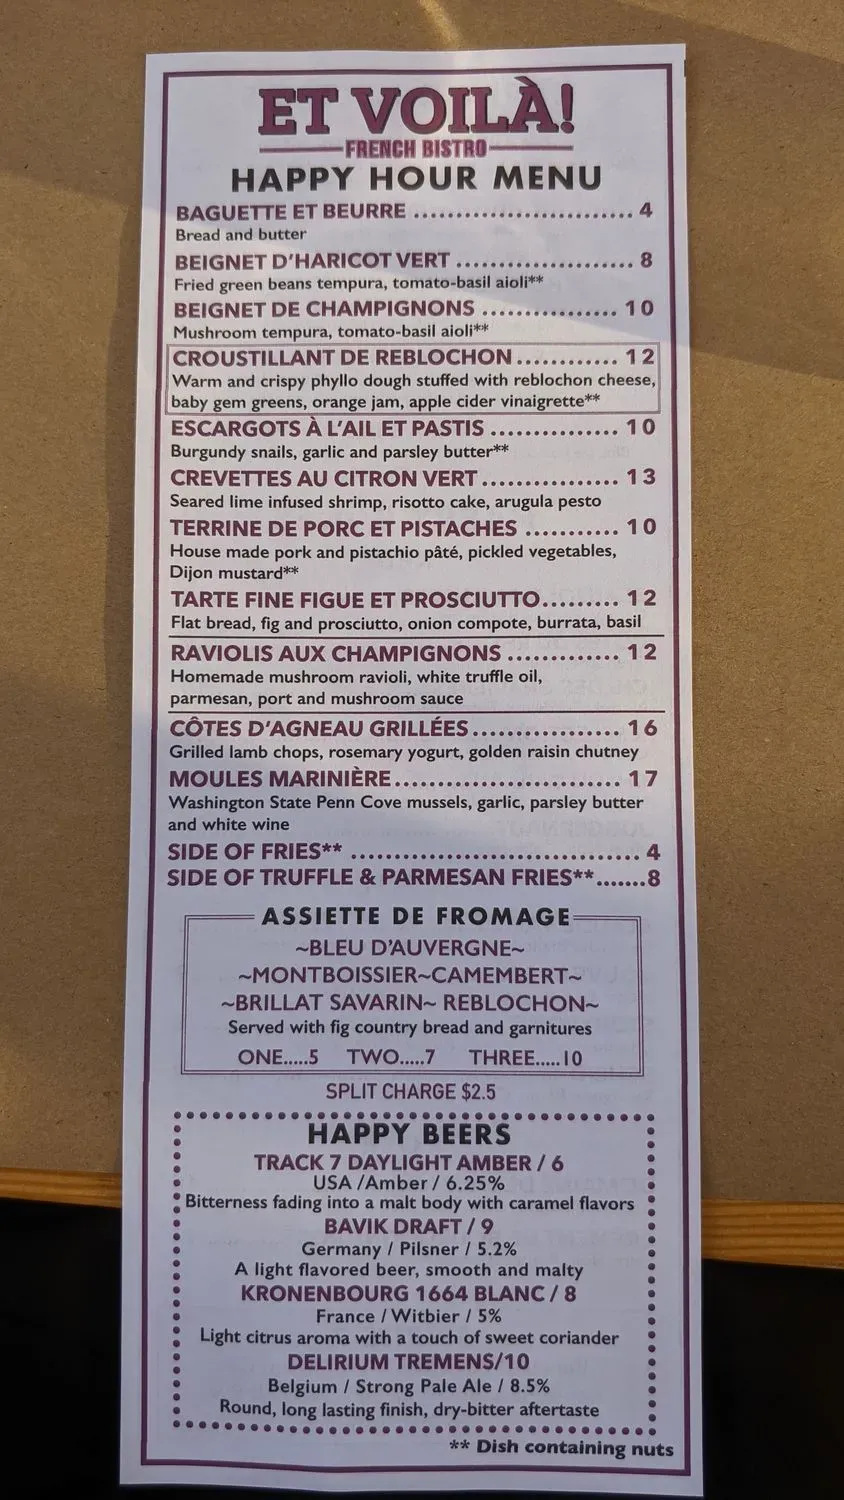 ET VOILÀ!
FRENCH BISTRO
HAPPY HOUR MENU
BAGUETTE ET BEURRE .......................... 4
Bread and butter
BEIGNET D'HARICOT VERT ..................... 8
Fried green beans tempura, tomato-basil aioli**
BEIGNET DE CHAMPIGNONS ................ 10
Mushroom tempura, tomato-basil aioli**
CROUSTILLANT DE REBLOCHON............ 12
Warm and crispy phyllo dough stuffed with reblochon cheese,
baby gem greens, orange jam, apple cider vinaigrette**
ESCARGOTS À L'AIL ET PASTIS ............... 10
Burgundy snails, garlic and parsley butter**
CREVETTES AU CITRON VERT................ 13
Seared lime infused shrimp, risotto cake, arugula pesto
TERRINE DE PORC ET PISTACHES ........... 10
House made pork and pistachio pâté, pickled vegetables,
Dijon mustard**
TARTE FINE FIGUE ET PROSCIUTTO......... 12
Flat bread, fig and prosciutto, onion compote, burrata, basil
RAVIOLIS AUX CHAMPIGNONS ............. 12
Homemade mushroom ravioli, white truffle oil,
parmesan, port and mushroom sauce
CÔTES D'AGNEAU GRILLÉES................. 16
Grilled lamb chops, rosemary yogurt, golden raisin chutney
MOULES MARINIÈRE.......................... 17
Washington State Penn Cove mussels, garlic, parsley butter
and white wine
SIDE OF FRIES** ................................. 4
SIDE OF TRUFFLE & PARMESAN FRIES**.......8
ASSIETTE DE FROMAGE
~BLEU D'AUVERGNE~
~MONTBOISSIER~CAMEMBERT~
~BRILLAT SAVARIN~ REBLOCHON~
Served with fig country bread and garnitures
ONE.....5 TWO.....7 THREE.....10
SPLIT CHARGE $2.5
HAPPY BEERS
TRACK 7 DAYLIGHT AMBER / 6
USA /Amber / 6.25%
Bitterness fading into a malt body with caramel flavors
BAVIK DRAFT / 9
Germany / Pilsner / 5.2%
A light flavored beer, smooth and malty
KRONENBOURG 1664 BLANC / 8
France / Witbier / 5%
Light citrus aroma with a touch of sweet coriander
DELIRIUM TREMENS/10
Belgium / Strong Pale Ale / 8.5%
Round, long lasting finish, dry-bitter aftertaste
** Dish containing nuts